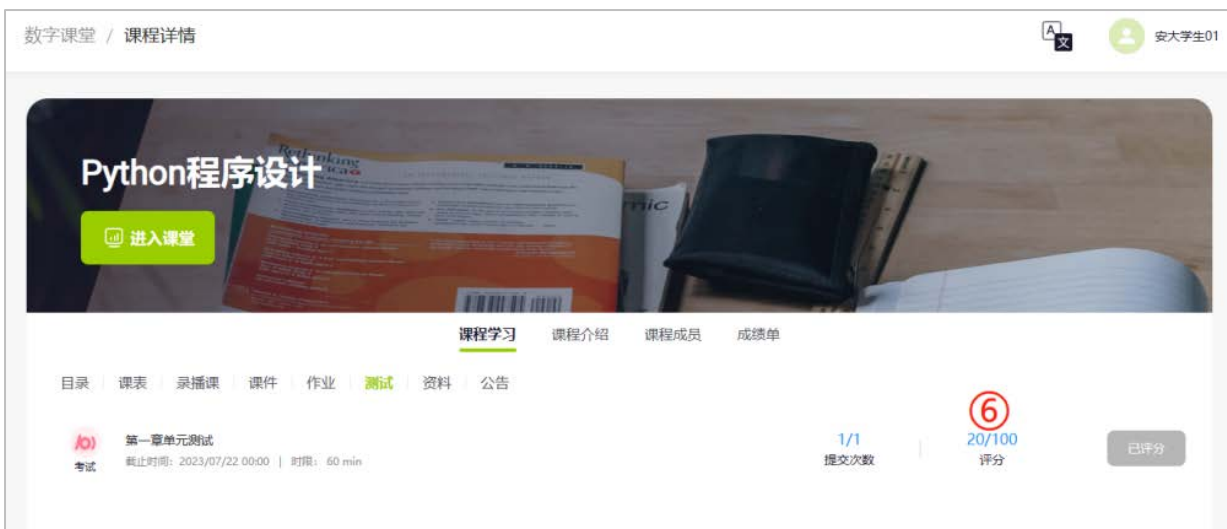 数字课堂 / 课程详情
A文
安大学生01
Rethinking
Python程序设计
进入课堂
课程学习 课程介绍 课程成员 成绩单
目录 课表 录播课 课件 作业 测试 资料 公告
⑥
第一章单元测试 1/1 20/100 已评分
考试 截止时间: 2023/07/22 00:00 | 时限: 60 min 提交次数 评分